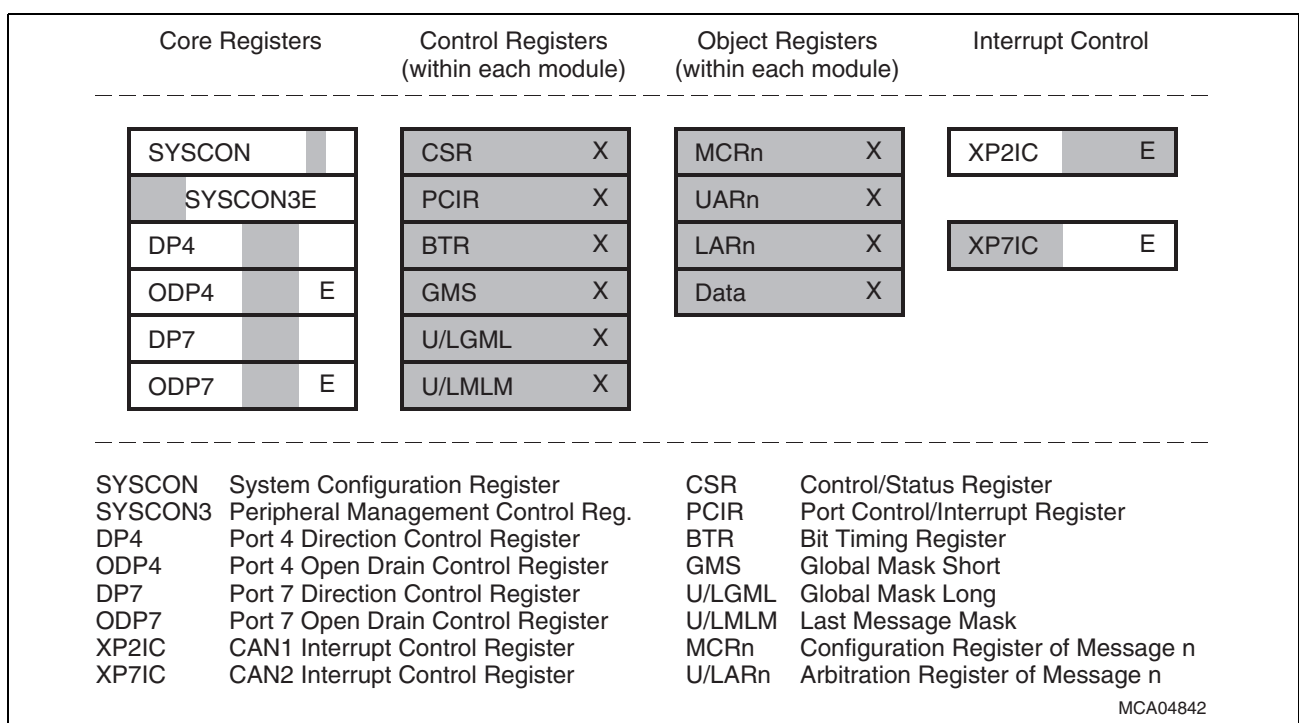 Core Registers
Control Registers
(within each module)
Object Registers
(within each module)
Interrupt Control
SYSCON
SYSCON3E
DP4
ODP4 E
DP7
ODP7 E
CSR X
PCIR X
BTR X
GMS X
U/LGML X
U/LMLM X
MCRn X
UARn X
LARn X
Data X
XP2IC E
XP7IC E
SYSCON System Configuration Register
SYSCON3 Peripheral Management Control Reg.
DP4 Port 4 Direction Control Register
ODP4 Port 4 Open Drain Control Register
DP7 Port 7 Direction Control Register
ODP7 Port 7 Open Drain Control Register
XP2IC CAN1 Interrupt Control Register
XP7IC CAN2 Interrupt Control Register
CSR Control/Status Register
PCIR Port Control/Interrupt Register
BTR Bit Timing Register
GMS Global Mask Short
U/LGML Global Mask Long
U/LMLM Last Message Mask
MCRn Configuration Register of Message n
U/LARn Arbitration Register of Message n
MCA04842